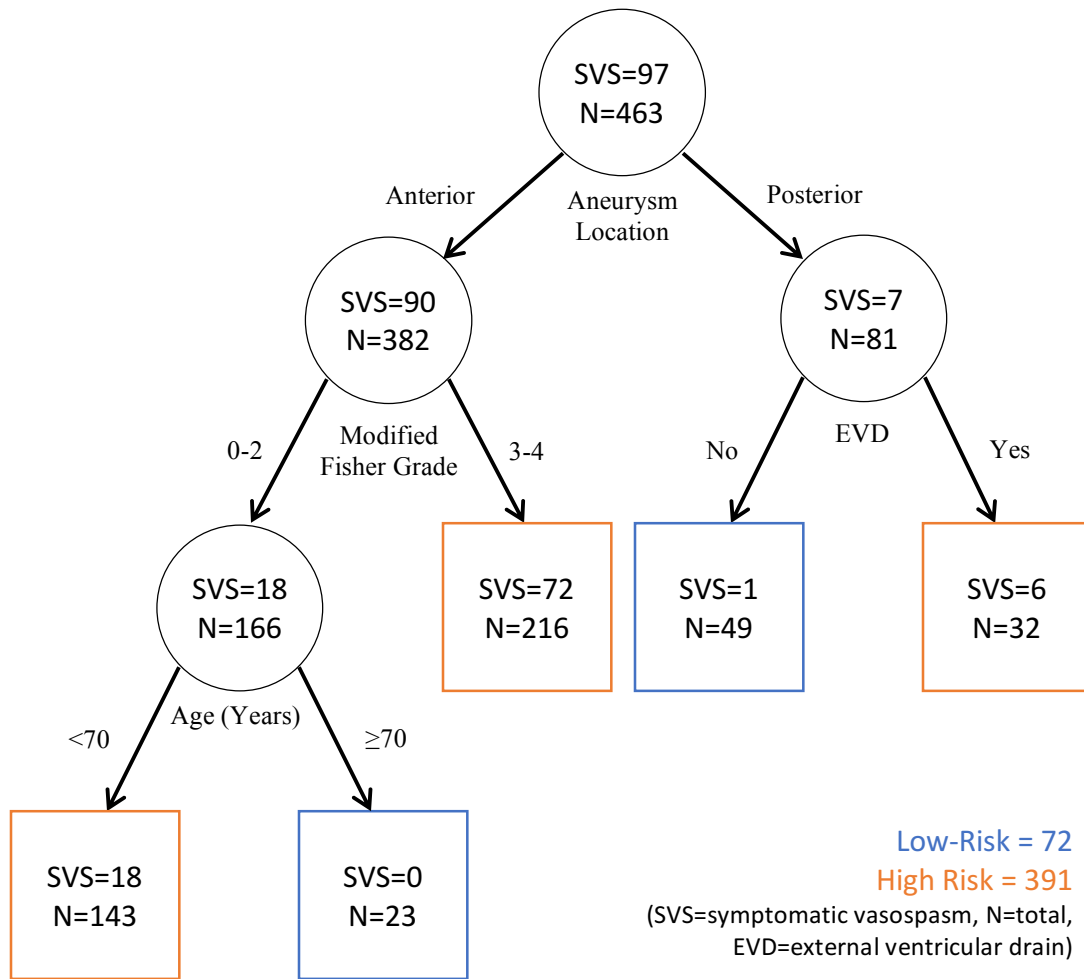 SVS=97
N=463
Anterior
Aneurysm
Location
Posterior
SVS=90
N=382
SVS=7
N=81
0-2
Modified
Fisher Grade
3-4
No
EVD
Yes
SVS=18
N=166
SVS=72
N=216
SVS=1
N=49
SVS=6
N=32
<70
Age (Years)
≥70
SVS=18
N=143
SVS=0
N=23
Low-Risk = 72
High Risk = 391
(SVS=symptomatic vasospasm, N=total,
EVD=external ventricular drain)